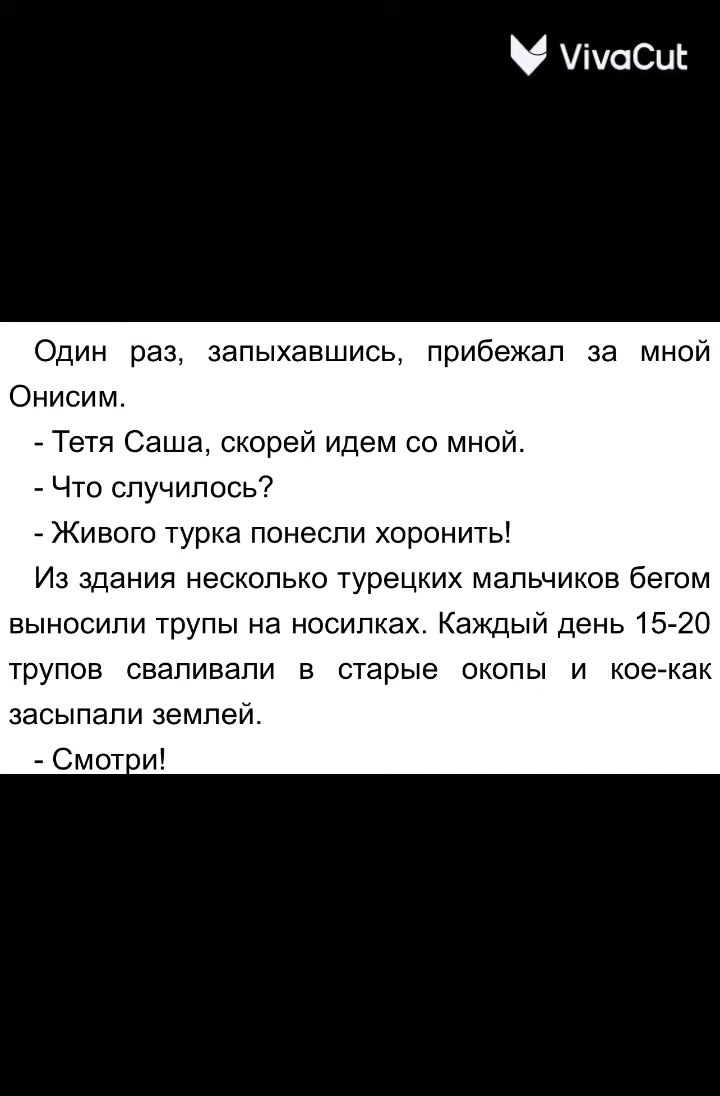 VivaCut
Один раз, запыхавшись, прибежал за мной
Онисим.
- Тетя Саша, скорей идем со мной.
- Что случилось?
- Живого турка понесли хоронить!
Из здания несколько турецких мальчиков бегом
выносили трупы на носилках. Каждый день 15-20
трупов сваливали в старые окопы и кое-как
засыпали землей.
- Смотри!